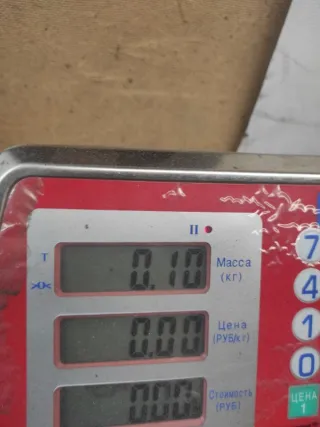 П
7
Т
>0<
0.10
Масса
(кг)
4
0.00
Цена
(РУБ/кг)
1
0
0.00
Стоимость
(РУБ)
ЦЕНА
1